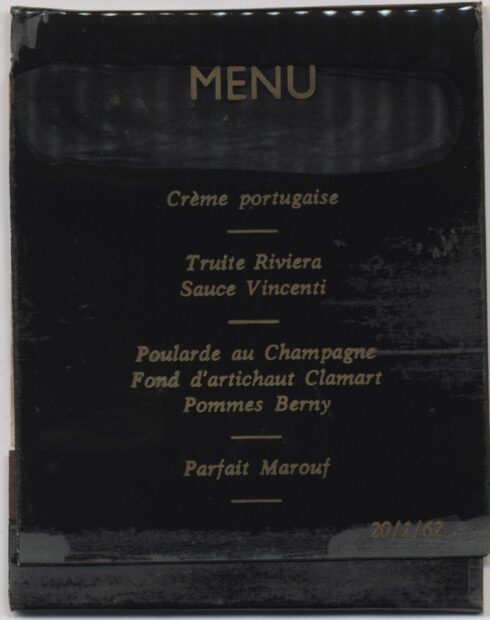 MENU
Crème portugaise
Truite Riviera
Sauce Vincenti
Poularde au Champagne
Fond d'artichaut Clamart
Pommes Berny
Parfait Marouf
20/1/62